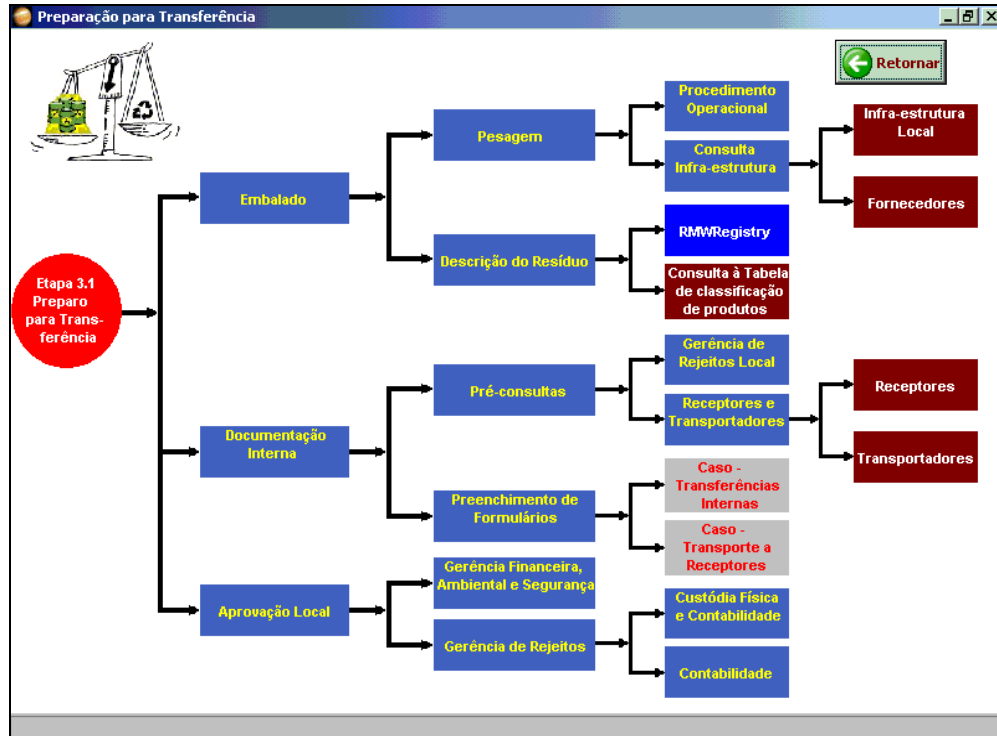 Preparação para Transferência
Retornar
Procedimento
Operacional
Infra-estrutura
Local
Pesagem
Consulta
Infra-estrutura
Embalado
Fornecedores
RMWRegistry
Descrição do Resíduo
Consulta à Tabela
de classificação
de produtos
Etapa 3.1
Preparo
para Trans-
ferência
Gerência de
Rejeitos Local
Pré-consultas
Receptores
Receptores e
Transportadores
Documentação
Interna
Transportadores
Caso -
Transferências
Internas
Preenchimento de
Formulários
Caso -
Transporte a
Receptores
Gerência Financeira,
Ambiental e Segurança
Aprovação Local
Custódia Física
e Contabilidade
Gerência de Rejeitos
Contabilidade